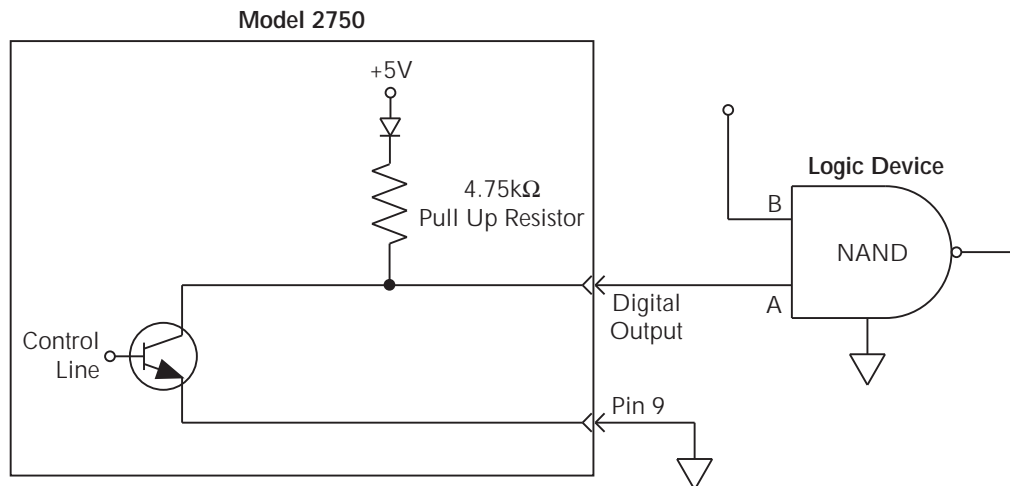 Model 2750
+5V
4.75kΩ
Pull Up Resistor
Logic Device
B
NAND
A
Digital
Output
Control
Line
Pin 9